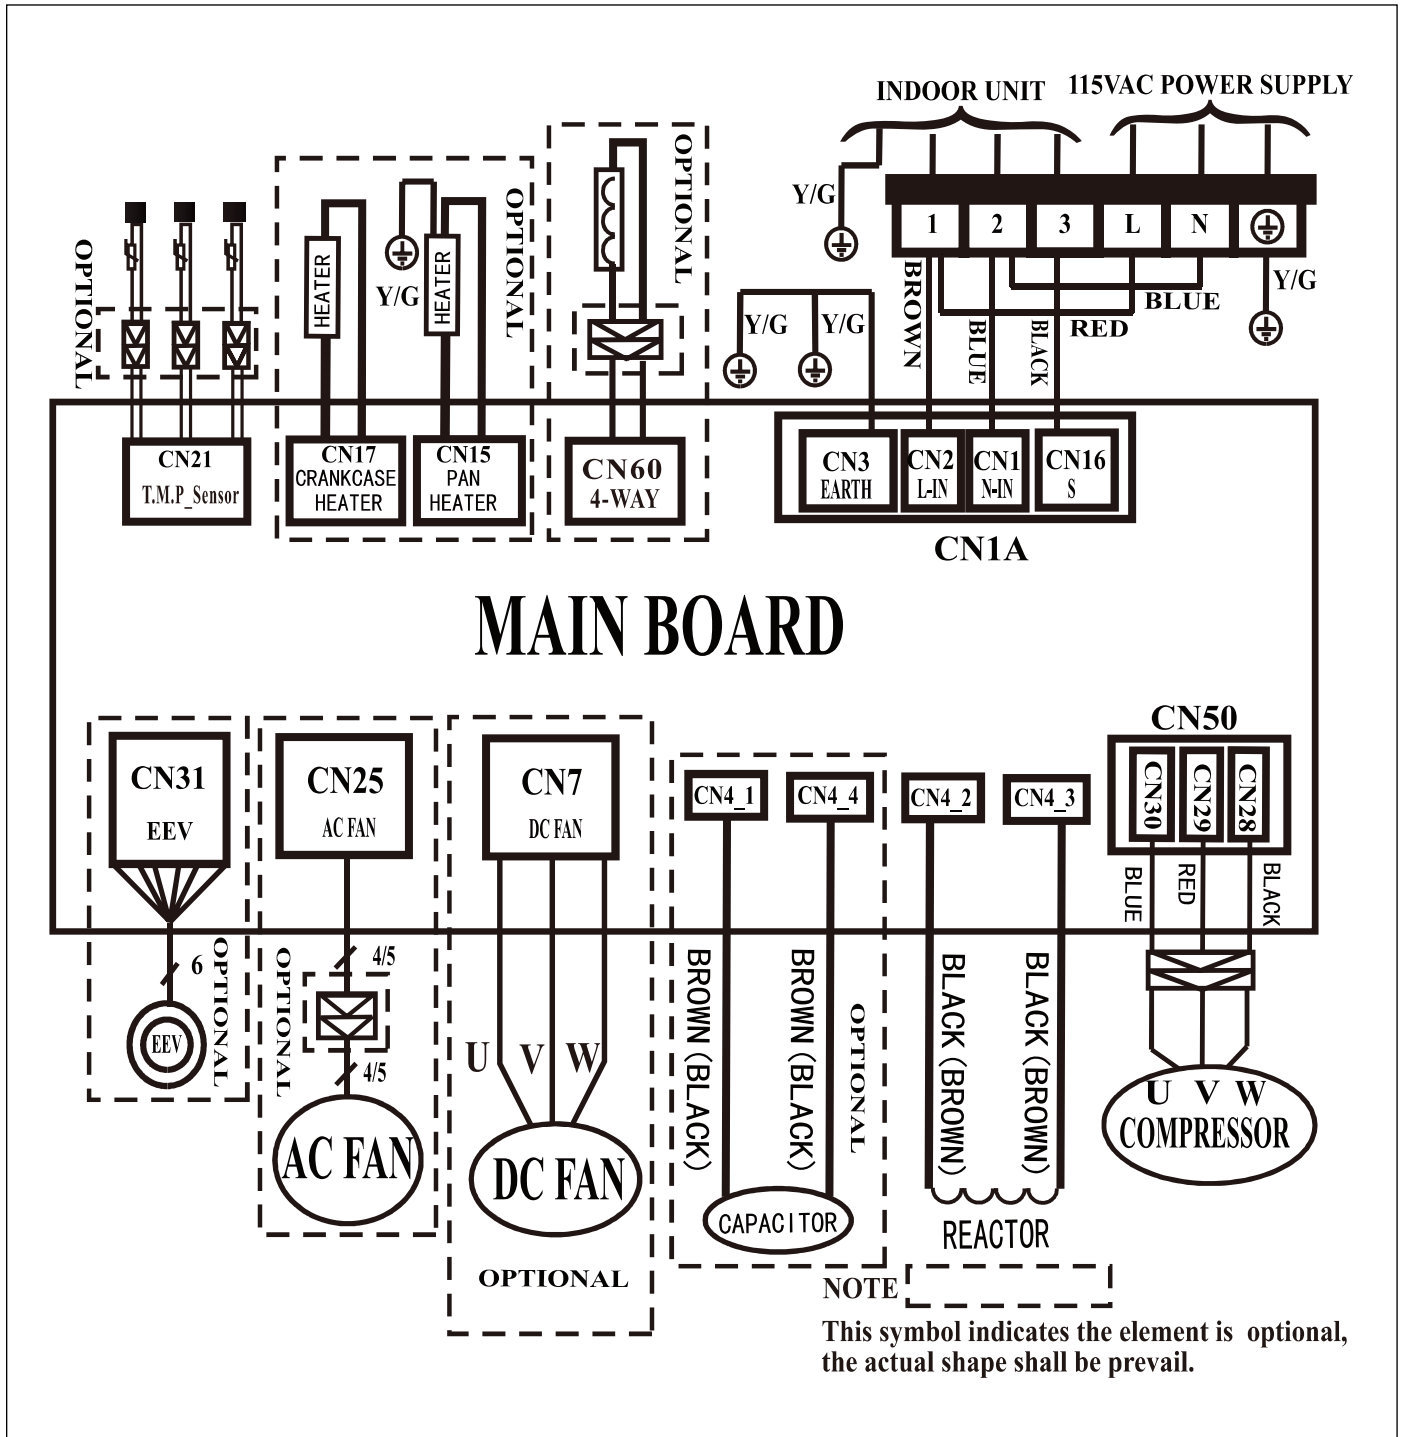 INDOOR UNIT
115VAC POWER SUPPLY
Y/G
1
2
3
L
N
Y/G
BROWN
BLUE
BLACK
RED
BLUE
Y/G
Y/G
OPTIONAL
HEATER
Y/G
HEATER
OPTIONAL
OPTIONAL
CN21
T.M.P_Sensor
CN17
CRANKCASE
HEATER
CN15
PAN
HEATER
CN60
4-WAY
CN3
EARTH
CN2
L-IN
CN1
N-IN
CN16
S
CN1A
MAIN BOARD
CN31
EEV
CN25
AC FAN
CN7
DC FAN
CN4_1
CN4_4
CN4_2
CN4_3
CN50
CN30
CN29
CN28
BLUE
RED
BLACK
6
EEV
OPTIONAL
OPTIONAL
4/5
4/5
AC FAN
U
V
W
DC FAN
OPTIONAL
BROWN(BLACK)
BROWN(BLACK)
OPTIONAL
CAPACITOR
BLACK(BROWN)
BLACK(BROWN)
REACTOR
U V W
COMPRESSOR
NOTE
This symbol indicates the element is optional,
the actual shape shall be prevail.